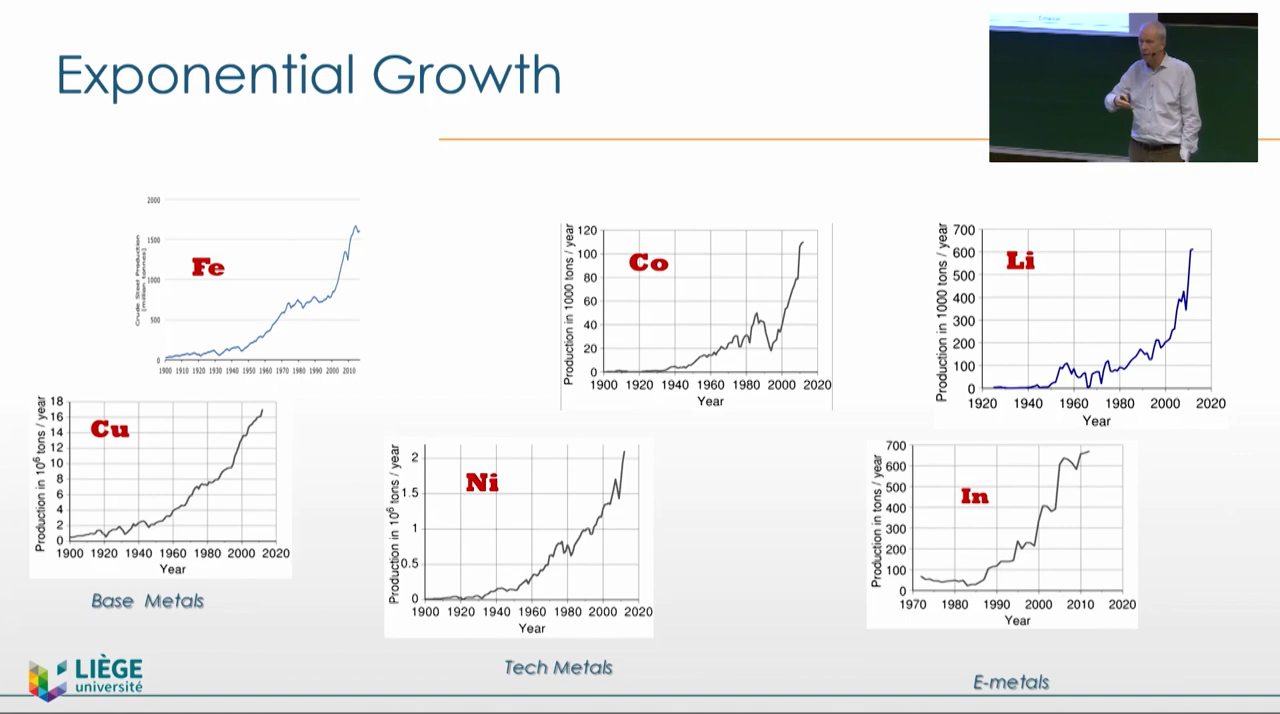 Exponential Growth
Fe
Crude Steel Production
(million tonnes)
2000
1500
1000
500
0
1900 1910 1920 1930 1940 1950 1960 1970 1980 1990 2000 2010
Co
Production in 1000 tons / year
120
100
80
60
40
20
0
1900 1920 1940 1960 1980 2000 2020
Year
Li
Production in 1000 tons / year
700
600
500
400
300
200
100
0
1920 1940 1960 1980 2000 2020
Year
Cu
Production in 10⁶ tons / year
18
16
14
12
10
8
6
4
2
0
1900 1920 1940 1960 1980 2000 2020
Year
Base Metals
Ni
Production in 10⁶ tons / year
2
1.5
1
0.5
0
1900 1920 1940 1960 1980 2000 2020
Year
Tech Metals
In
Production in tons / year
700
600
500
400
300
200
100
0
1970 1980 1990 2000 2010 2020
Year
E-metals
LIÈGE
université